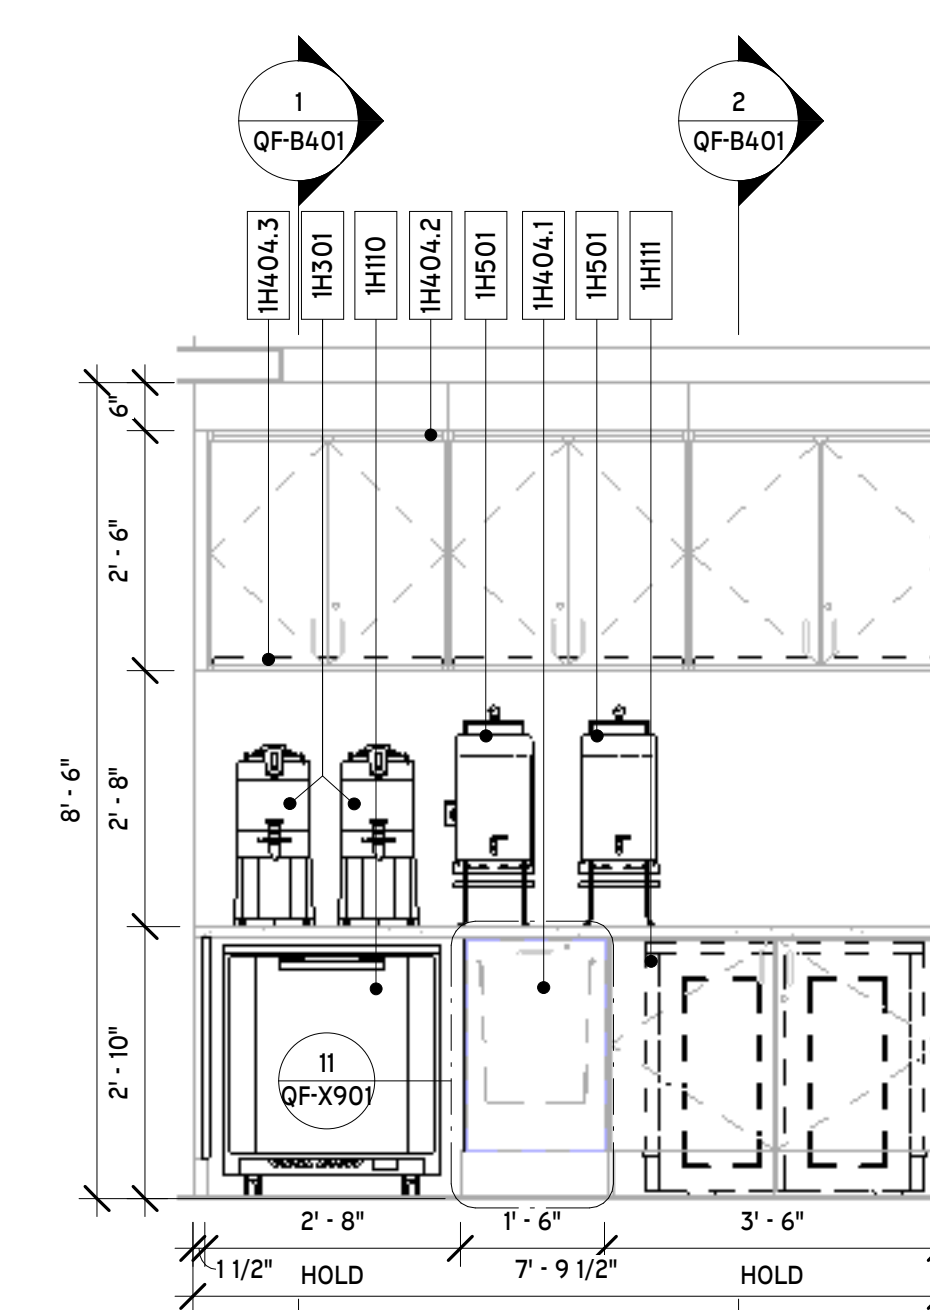 1
QF-B401
2
QF-B401
1H404.3
1H301
1H110
1H404.2
1H501
1H404.1
1H501
1H111
6"
2' - 6"
8' - 6"
2' - 8"
2' - 10"
11
QF-X901
2' - 8"
1' - 6"
3' - 6"
1 1/2"
HOLD
7' - 9 1/2"
HOLD